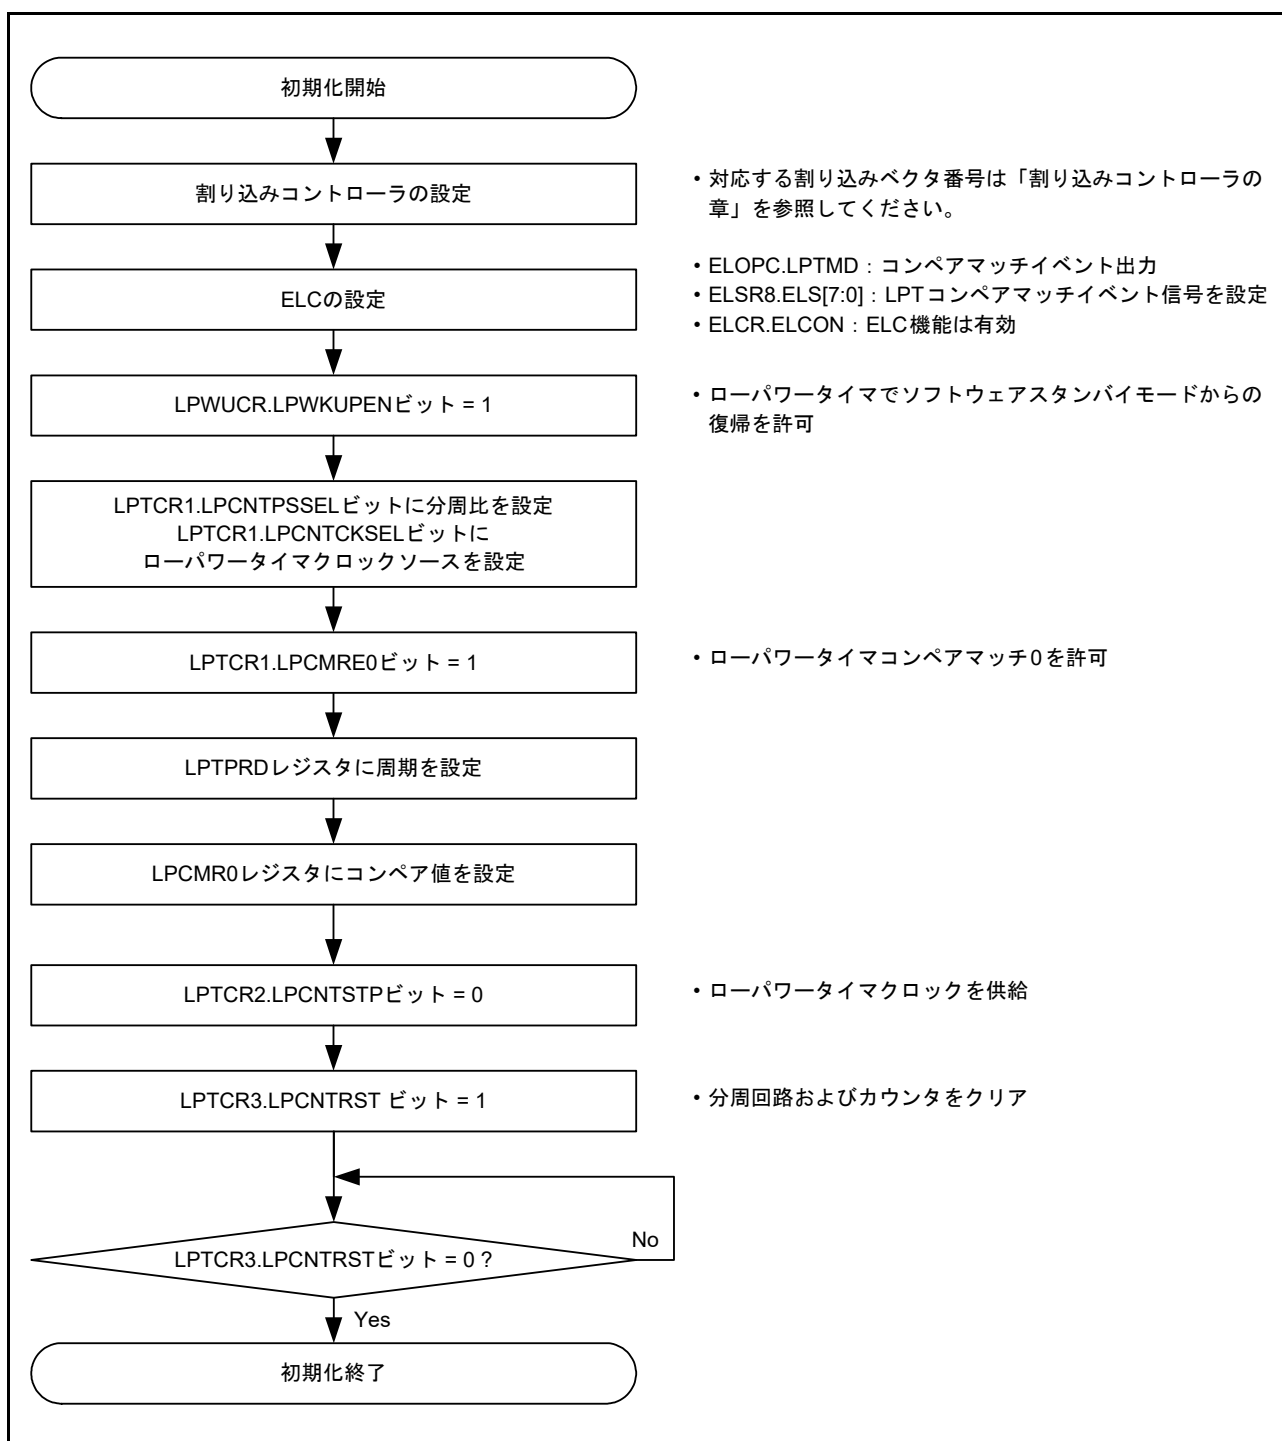 初期化開始
割り込みコントローラの設定
• 対応する割り込みベクタ番号は「割り込みコントローラの
章」を参照してください。
ELCの設定
• ELOPC.LPTMD：コンペアマッチイベント出力
• ELSR8.ELS[7:0]：LPTコンペアマッチイベント信号を設定
• ELCR.ELCON：ELC機能は有効
LPWUCR.LPWKUPENビット = 1
• ローパワータイマでソフトウェアスタンバイモードからの
復帰を許可
LPTCR1.LPCNTPSSELビットに分周比を設定
LPTCR1.LPCNTCKSELビットに
ローパワータイマクロックソースを設定
LPTCR1.LPCMRE0ビット = 1
• ローパワータイマコンペアマッチ0を許可
LPTPRDレジスタに周期を設定
LPCMR0レジスタにコンペア値を設定
LPTCR2.LPCNTSTPビット = 0
• ローパワータイマクロックを供給
LPTCR3.LPCNTRST ビット = 1
• 分周回路およびカウンタをクリア
LPTCR3.LPCNTRSTビット = 0 ?
No
Yes
初期化終了